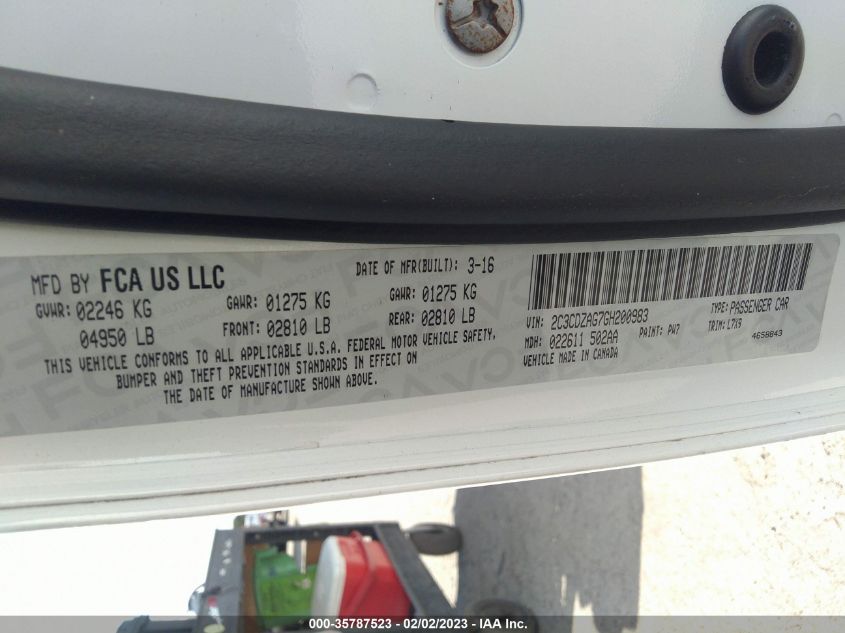 MFD BY FCA US LLC
DATE OF MFR(BUILT): 3-16
GVWR: 02246 KG
GAWR: 01275 KG
GAWR: 01275 KG
04950 LB
FRONT: 02810 LB
REAR: 02810 LB
THIS VEHICLE CONFORMS TO ALL APPLICABLE U.S.A. FEDERAL MOTOR VEHICLE SAFETY,
BUMPER AND THEFT PREVENTION STANDARDS IN EFFECT ON
THE DATE OF MANUFACTURE SHOWN ABOVE.
VIN: 2C3CDZAG7GH200983
TYPE: PASSENGER CAR
MDH: 022611 502AA
PAINT: PW7
TRIM: L7X9
VEHICLE MADE IN CANADA
4658843
000-35787523 - 02/02/2023 - IAA Inc.